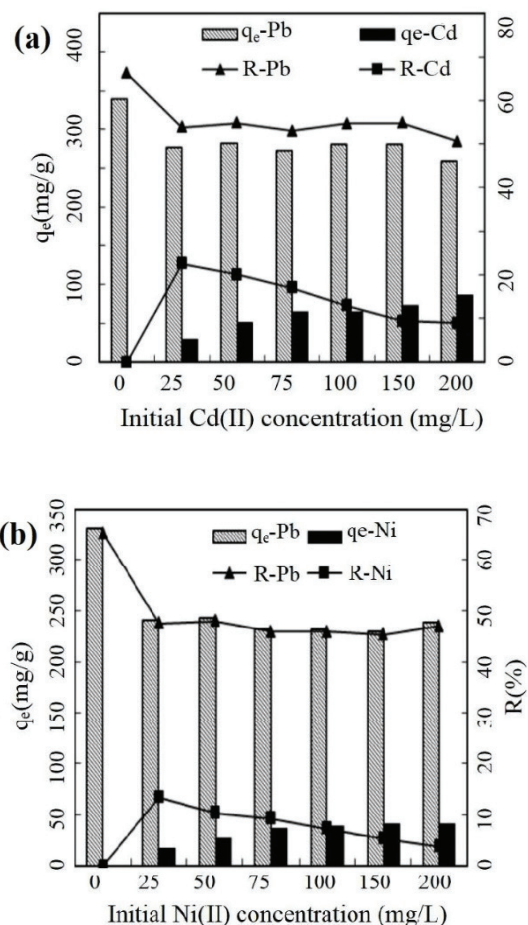 (a)
qₑ-Pb qe-Cd
R-Pb R-Cd
400
300
200
100
0
qₑ(mg/g)
80
60
40
20
0
0 25 50 75 100 150 200
Initial Cd(II) concentration (mg/L)
(b)
qₑ-Pb qe-Ni
R-Pb R-Ni
350
300
250
200
150
100
50
0
qₑ(mg/g)
70
60
50
40
30
20
10
0
R(%)
0 25 50 75 100 150 200
Initial Ni(II) concentration (mg/L)